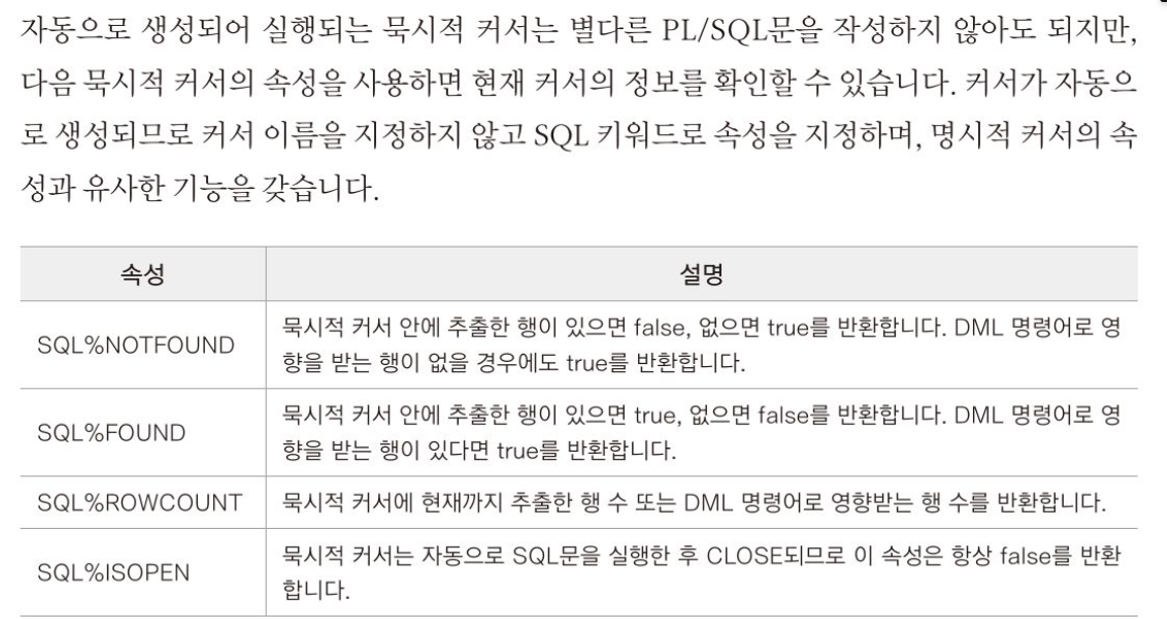 자동으로 생성되어 실행되는 묵시적 커서는 별다른 PL/SQL문을 작성하지 않아도 되지만,
다음 묵시적 커서의 속성을 사용하면 현재 커서의 정보를 확인할 수 있습니다. 커서가 자동으
로 생성되므로 커서 이름을 지정하지 않고 SQL 키워드로 속성을 지정하며, 명시적 커서의 속
성과 유사한 기능을 갖습니다.
속성
설명
SQL%NOTFOUND
묵시적 커서 안에 추출한 행이 있으면 false, 없으면 true를 반환합니다. DML 명령어로 영
향을 받는 행이 없을 경우에도 true를 반환합니다.
SQL%FOUND
묵시적 커서 안에 추출한 행이 있으면 true, 없으면 false를 반환합니다. DML 명령어로 영
향을 받는 행이 있다면 true를 반환합니다.
SQL%ROWCOUNT
묵시적 커서에 현재까지 추출한 행 수 또는 DML 명령어로 영향받는 행 수를 반환합니다.
SQL%ISOPEN
묵시적 커서는 자동으로 SQL문을 실행한 후 CLOSE되므로 이 속성은 항상 false를 반환
합니다.